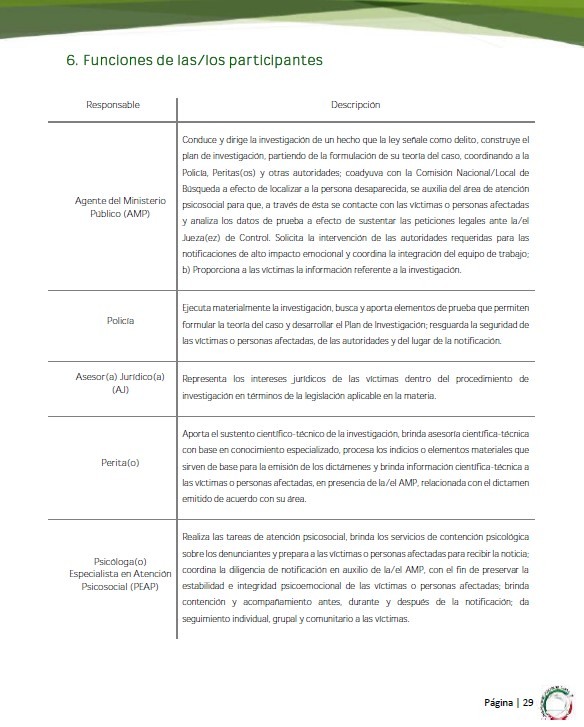 6. Funciones de las/los participantes
Responsable
Descripción
Agente del Ministerio
Público (AMP)
Conduce y dirige la investigación de un hecho que la ley señale como delito, construye el
plan de investigación, partiendo de la formulación de su teoría del caso, coordinando a la
Policía, Peritas(os) y otras autoridades; coadyuva con la Comisión Nacional/Local de
Búsqueda a efecto de localizar a la persona desaparecida, se auxilia del área de atención
psicosocial para que, a través de ésta se contacte con las víctimas o personas afectadas
y analiza los datos de prueba a efecto de sustentar las peticiones legales ante la/el
Jueza(ez) de Control. Solicita la intervención de las autoridades requeridas para las
notificaciones de alto impacto emocional y coordina la integración del equipo de trabajo;
b) Proporciona a las víctimas la información referente a la investigación.
Policía
Ejecuta materialmente la investigación, busca y aporta elementos de prueba que permiten
formular la teoría del caso y desarrollar el Plan de Investigación; resguarda la seguridad de
las víctimas o personas afectadas, de las autoridades y del lugar de la notificación.
Asesor(a) Jurídico(a)
(AJ)
Representa los intereses jurídicos de las víctimas dentro del procedimiento de
investigación en términos de la legislación aplicable en la materia.
Perita(o)
Aporta el sustento científico-técnico de la investigación, brinda asesoría científica-técnica
con base en conocimiento especializado, procesa los indicios o elementos materiales que
sirven de base para la emisión de los dictámenes y brinda información científica-técnica a
las víctimas o personas afectadas, en presencia de la/el AMP, relacionada con el dictamen
emitido de acuerdo con su área.
Psicóloga(o)
Especialista en Atención
Psicosocial (PEAP)
Realiza las tareas de atención psicosocial, brinda los servicios de contención psicológica
sobre los denunciantes y prepara a las víctimas o personas afectadas para recibir la noticia;
coordina la diligencia de notificación en auxilio de la/el AMP, con el fin de preservar la
estabilidad e integridad psicoemocional de las víctimas o personas afectadas; brinda
contención y acompañamiento antes, durante y después de la notificación; da
seguimiento individual, grupal y comunitario a las víctimas.
Página | 29